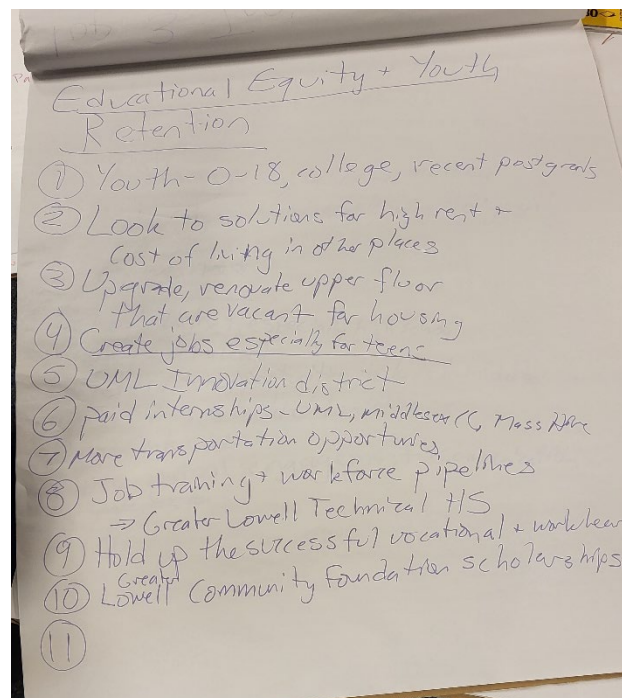 Educational Equity + Youth
Retention
① Youth - 0-18, college, recent postgrads
② Look to solutions for high rent +
cost of living in other places
③ Upgrade, renovate upper floor
that are vacant for housing
④ Create jobs especially for teens
⑤ UML Innovation district
⑥ paid internships - UML, Middlesex CC, Mass Hire
⑦ More transportation
⑧ Job training + workforce pipelines
→ Greater Lowell Technical HS
⑨ Hold up the successful vocational +
⑩ Greater Lowell Community Foundation scholarships
⑪